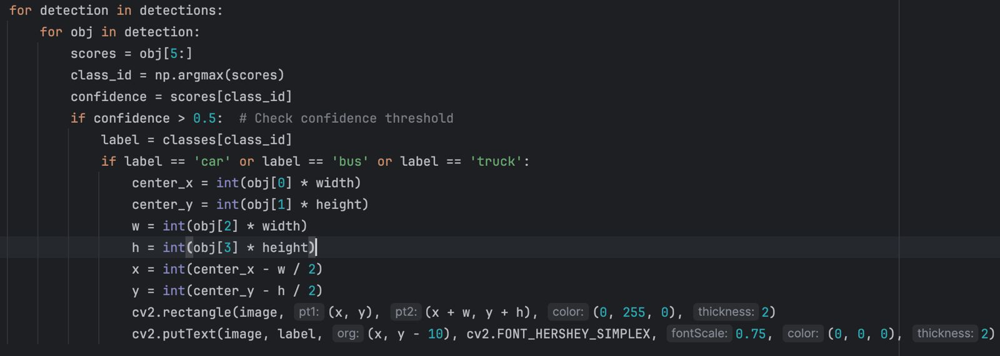 for detection in detections:
for obj in detection:
scores = obj[5:]
class_id = np.argmax(scores)
confidence = scores[class_id]
if confidence > 0.5:  # Check confidence threshold
label = classes[class_id]
if label == 'car' or label == 'bus' or label == 'truck':
center_x = int(obj[0] * width)
center_y = int(obj[1] * height)
w = int(obj[2] * width)
h = int(obj[3] * height)
x = int(center_x - w / 2)
y = int(center_y - h / 2)
cv2.rectangle(image, pt1: (x, y), pt2: (x + w, y + h), color: (0, 255, 0), thickness: 2)
cv2.putText(image, label, org: (x, y - 10), cv2.FONT_HERSHEY_SIMPLEX, fontScale: 0.75, color: (0, 0, 0), thickness: 2)